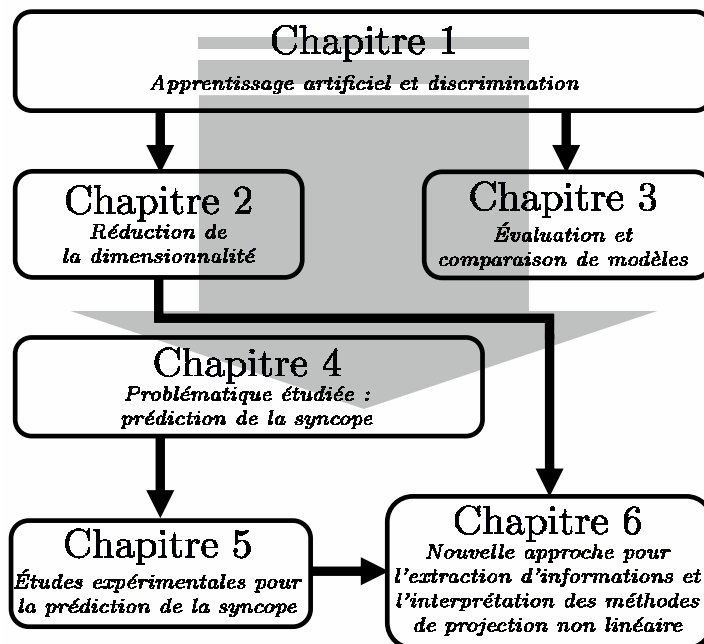 Chapitre 1
Apprentissage artificiel et discrimination
Chapitre 2
Réduction de
la dimensionnalité
Chapitre 3
Évaluation et
comparaison de modèles
Chapitre 4
Problématique étudiée :
prédiction de la syncope
Chapitre 5
Études expérimentales pour
la prédiction de la syncope
Chapitre 6
Nouvelle approche pour
l'extraction d'informations et
l'interprétation des méthodes
de projection non linéaire